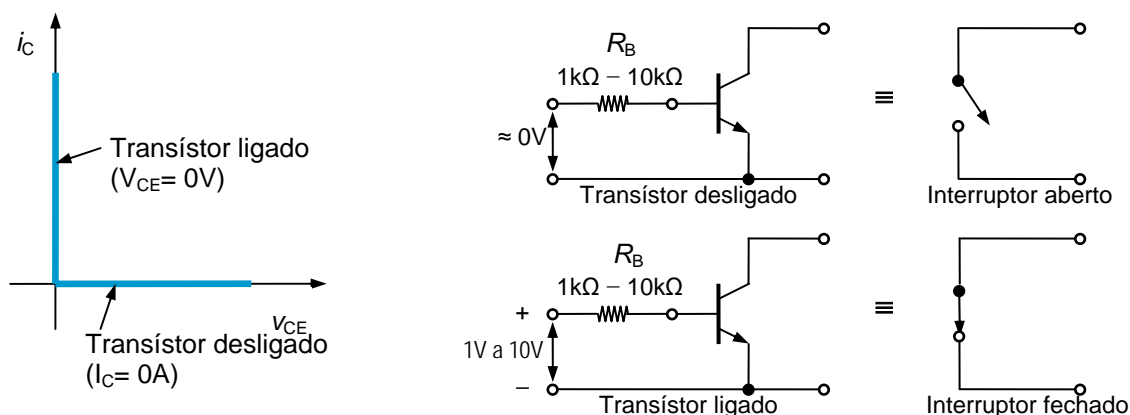 iC
Transístor ligado
(VCE= 0V)
vCE
Transístor desligado
(IC= 0A)
RB
1kΩ – 10kΩ
≈ 0V
Transístor desligado
≡
Interruptor aberto
RB
1kΩ – 10kΩ
+
1V a 10V
–
Transístor ligado
≡
Interruptor fechado